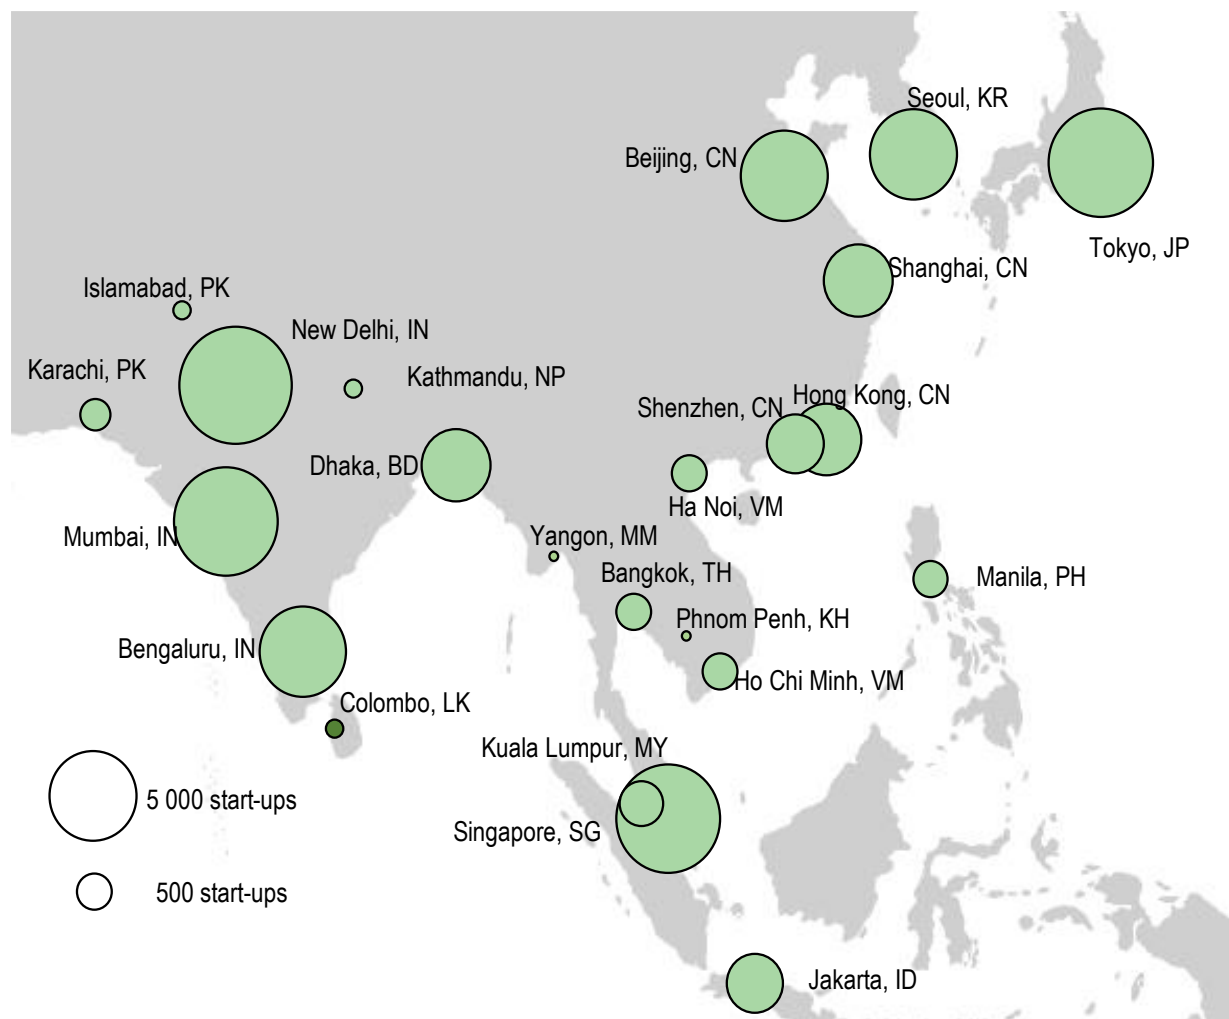 Seoul, KR
Beijing, CN
Tokyo, JP
Shanghai, CN
Islamabad, PK
New Delhi, IN
Karachi, PK
Kathmandu, NP
Hong Kong, CN
Shenzhen, CN
Dhaka, BD
Ha Noi, VM
Mumbai, IN
Yangon, MM
Bangkok, TH
Manila, PH
Phnom Penh, KH
Bengaluru, IN
Ho Chi Minh, VM
Colombo, LK
Kuala Lumpur, MY
5 000 start-ups
Singapore, SG
500 start-ups
Jakarta, ID